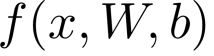 f(x, W, b)